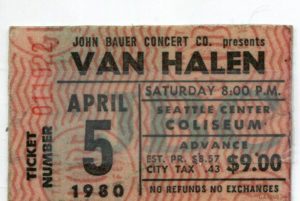 JOHN BAUER CONCERT CO. presents
VAN HALEN
APRIL
5
1980
SATURDAY 8:00 P.M.
SEATTLE CENTER
COLISEUM
ADVANCE
EST. PR. $8.57
CITY TAX .43
$9.00
NO REFUNDS NO EXCHANGES
TICKET
NUMBER